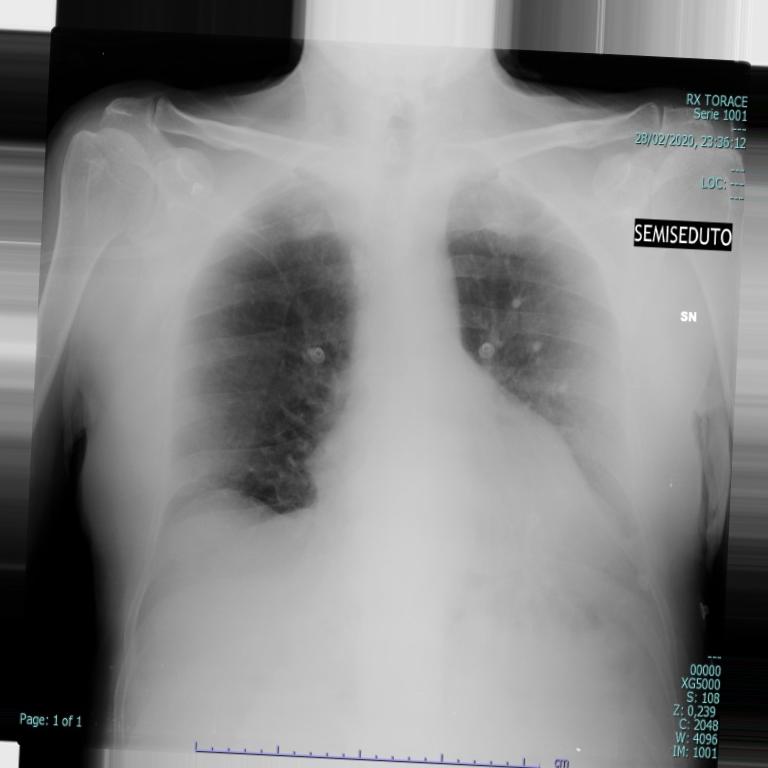 RX TORACE
Serie 1001
---
28/02/2020, 23:36:12
---
LOC: ---
---
SEMISEDUTO
SN
---
00000
XG5000
S: 108
Z: 0,239
C: 2048
W: 4096
IM: 1001
Page: 1 of 1
cm